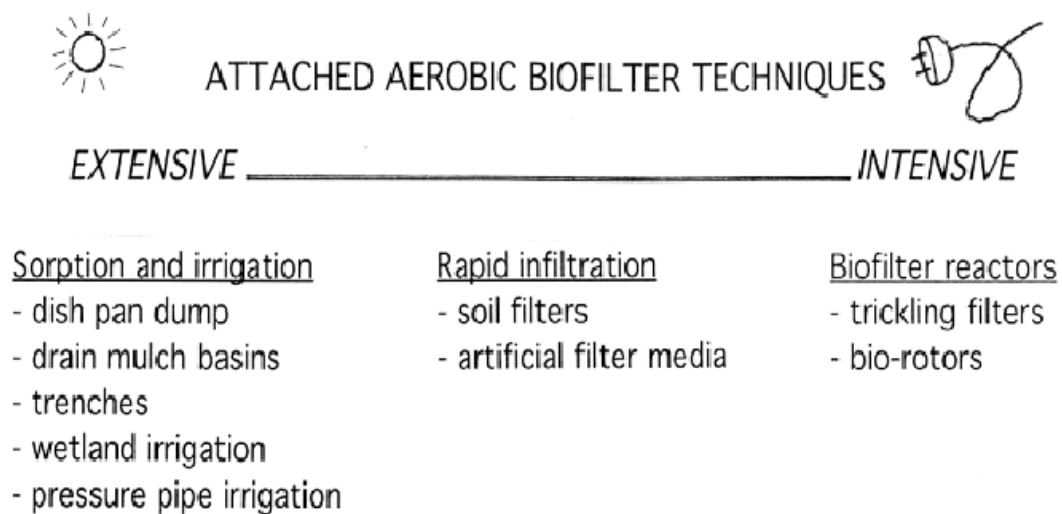 ATTACHED AEROBIC BIOFILTER TECHNIQUES
EXTENSIVE INTENSIVE
Sorption and irrigation
- dish pan dump
- drain mulch basins
- trenches
- wetland irrigation
- pressure pipe irrigation
Rapid infiltration
- soil filters
- artificial filter media
Biofilter reactors
- trickling filters
- bio-rotors